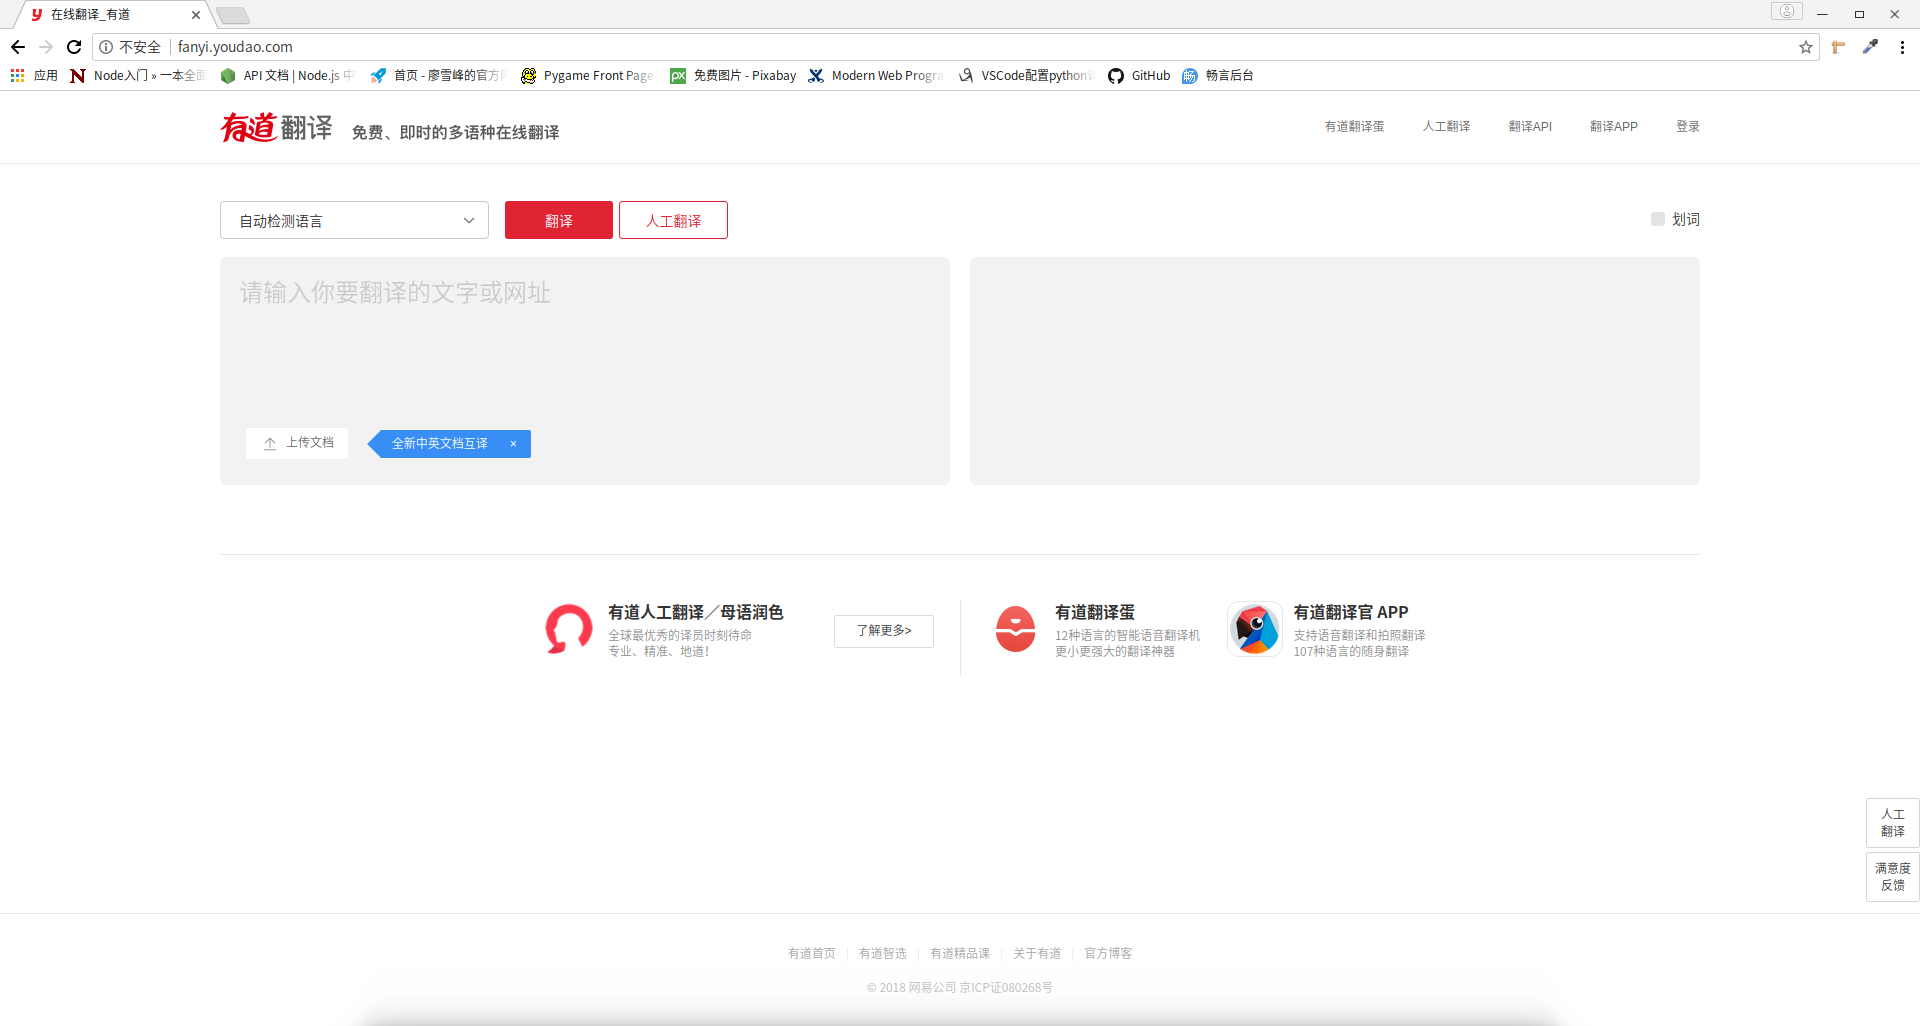 在线翻译_有道
不安全 fanyi.youdao.com
应用 Node入门 » 一本全面 API 文档 | Node.js 中 首页 - 廖雪峰的官方网 Pygame Front Page 免费图片 - Pixabay Modern Web Progra VSCode配置python调 GitHub 畅言后台
有道翻译 免费、即时的多语种在线翻译 有道翻译蛋 人工翻译 翻译API 翻译APP 登录
自动检测语言 翻译 人工翻译 划词
请输入你要翻译的文字或网址
上传文档 全新中英文档互译 ×
有道人工翻译／母语润色
全球最优秀的译员时刻待命
专业、精准、地道！
了解更多>
有道翻译蛋
12种语言的智能语音翻译机
更小更强大的翻译神器
有道翻译官 APP
支持语音翻译和拍照翻译
107种语言的随身翻译
人工
翻译
满意度
反馈
有道首页 有道智选 有道精品课 关于有道 官方博客
© 2018 网易公司 京ICP证080268号